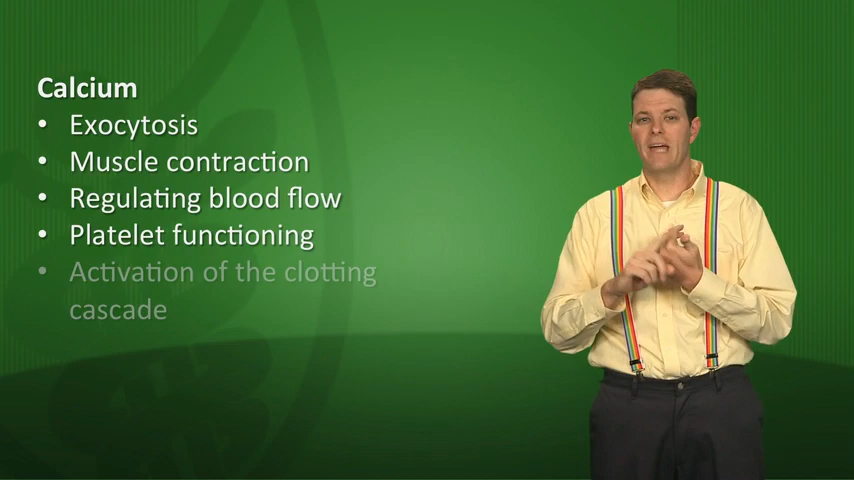 Calcium
• Exocytosis
• Muscle contraction
• Regulating blood flow
• Platelet functioning
• Activation of the clotting
cascade